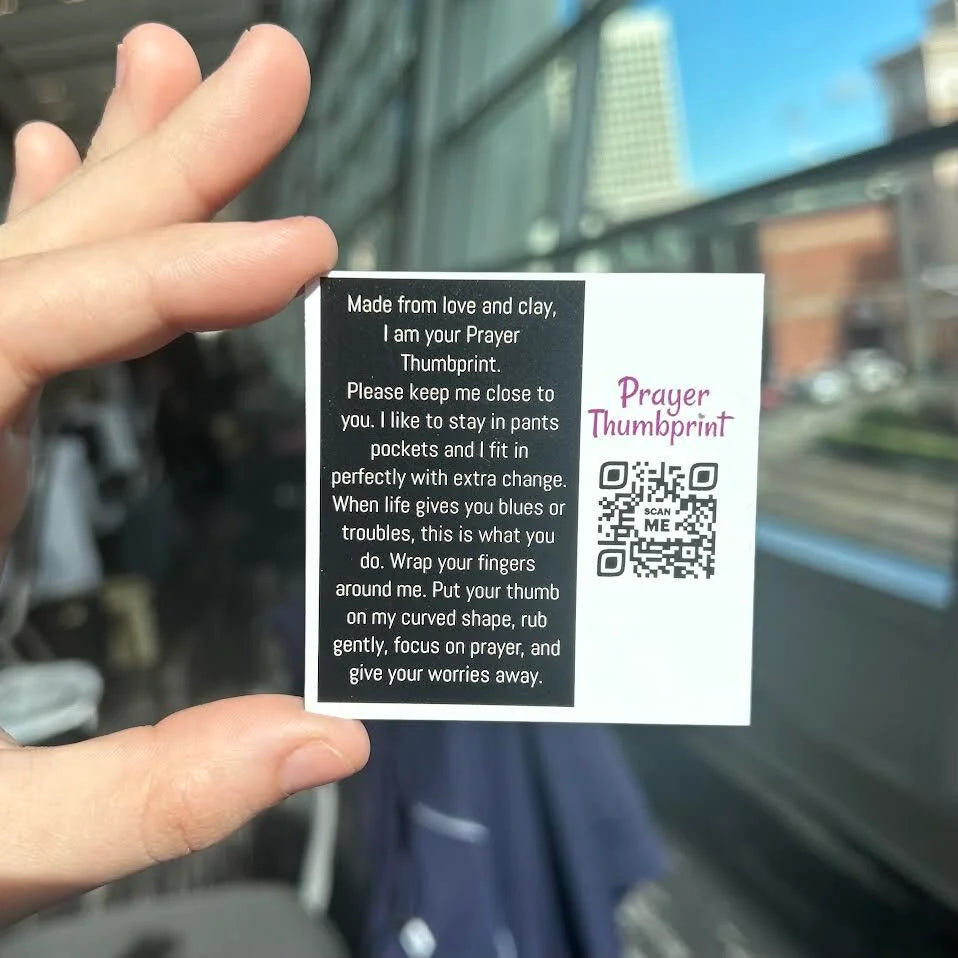 Made from love and clay,
I am your Prayer
Thumbprint.
Please keep me close to
you. I like to stay in pants
pockets and I fit in
perfectly with extra change.
When life gives you blues or
troubles, this is what you
do. Wrap your fingers
around me. Put your thumb
on my curved shape, rub
gently, focus on prayer, and
give your worries away.
Prayer
Thumbprint
SCAN
ME